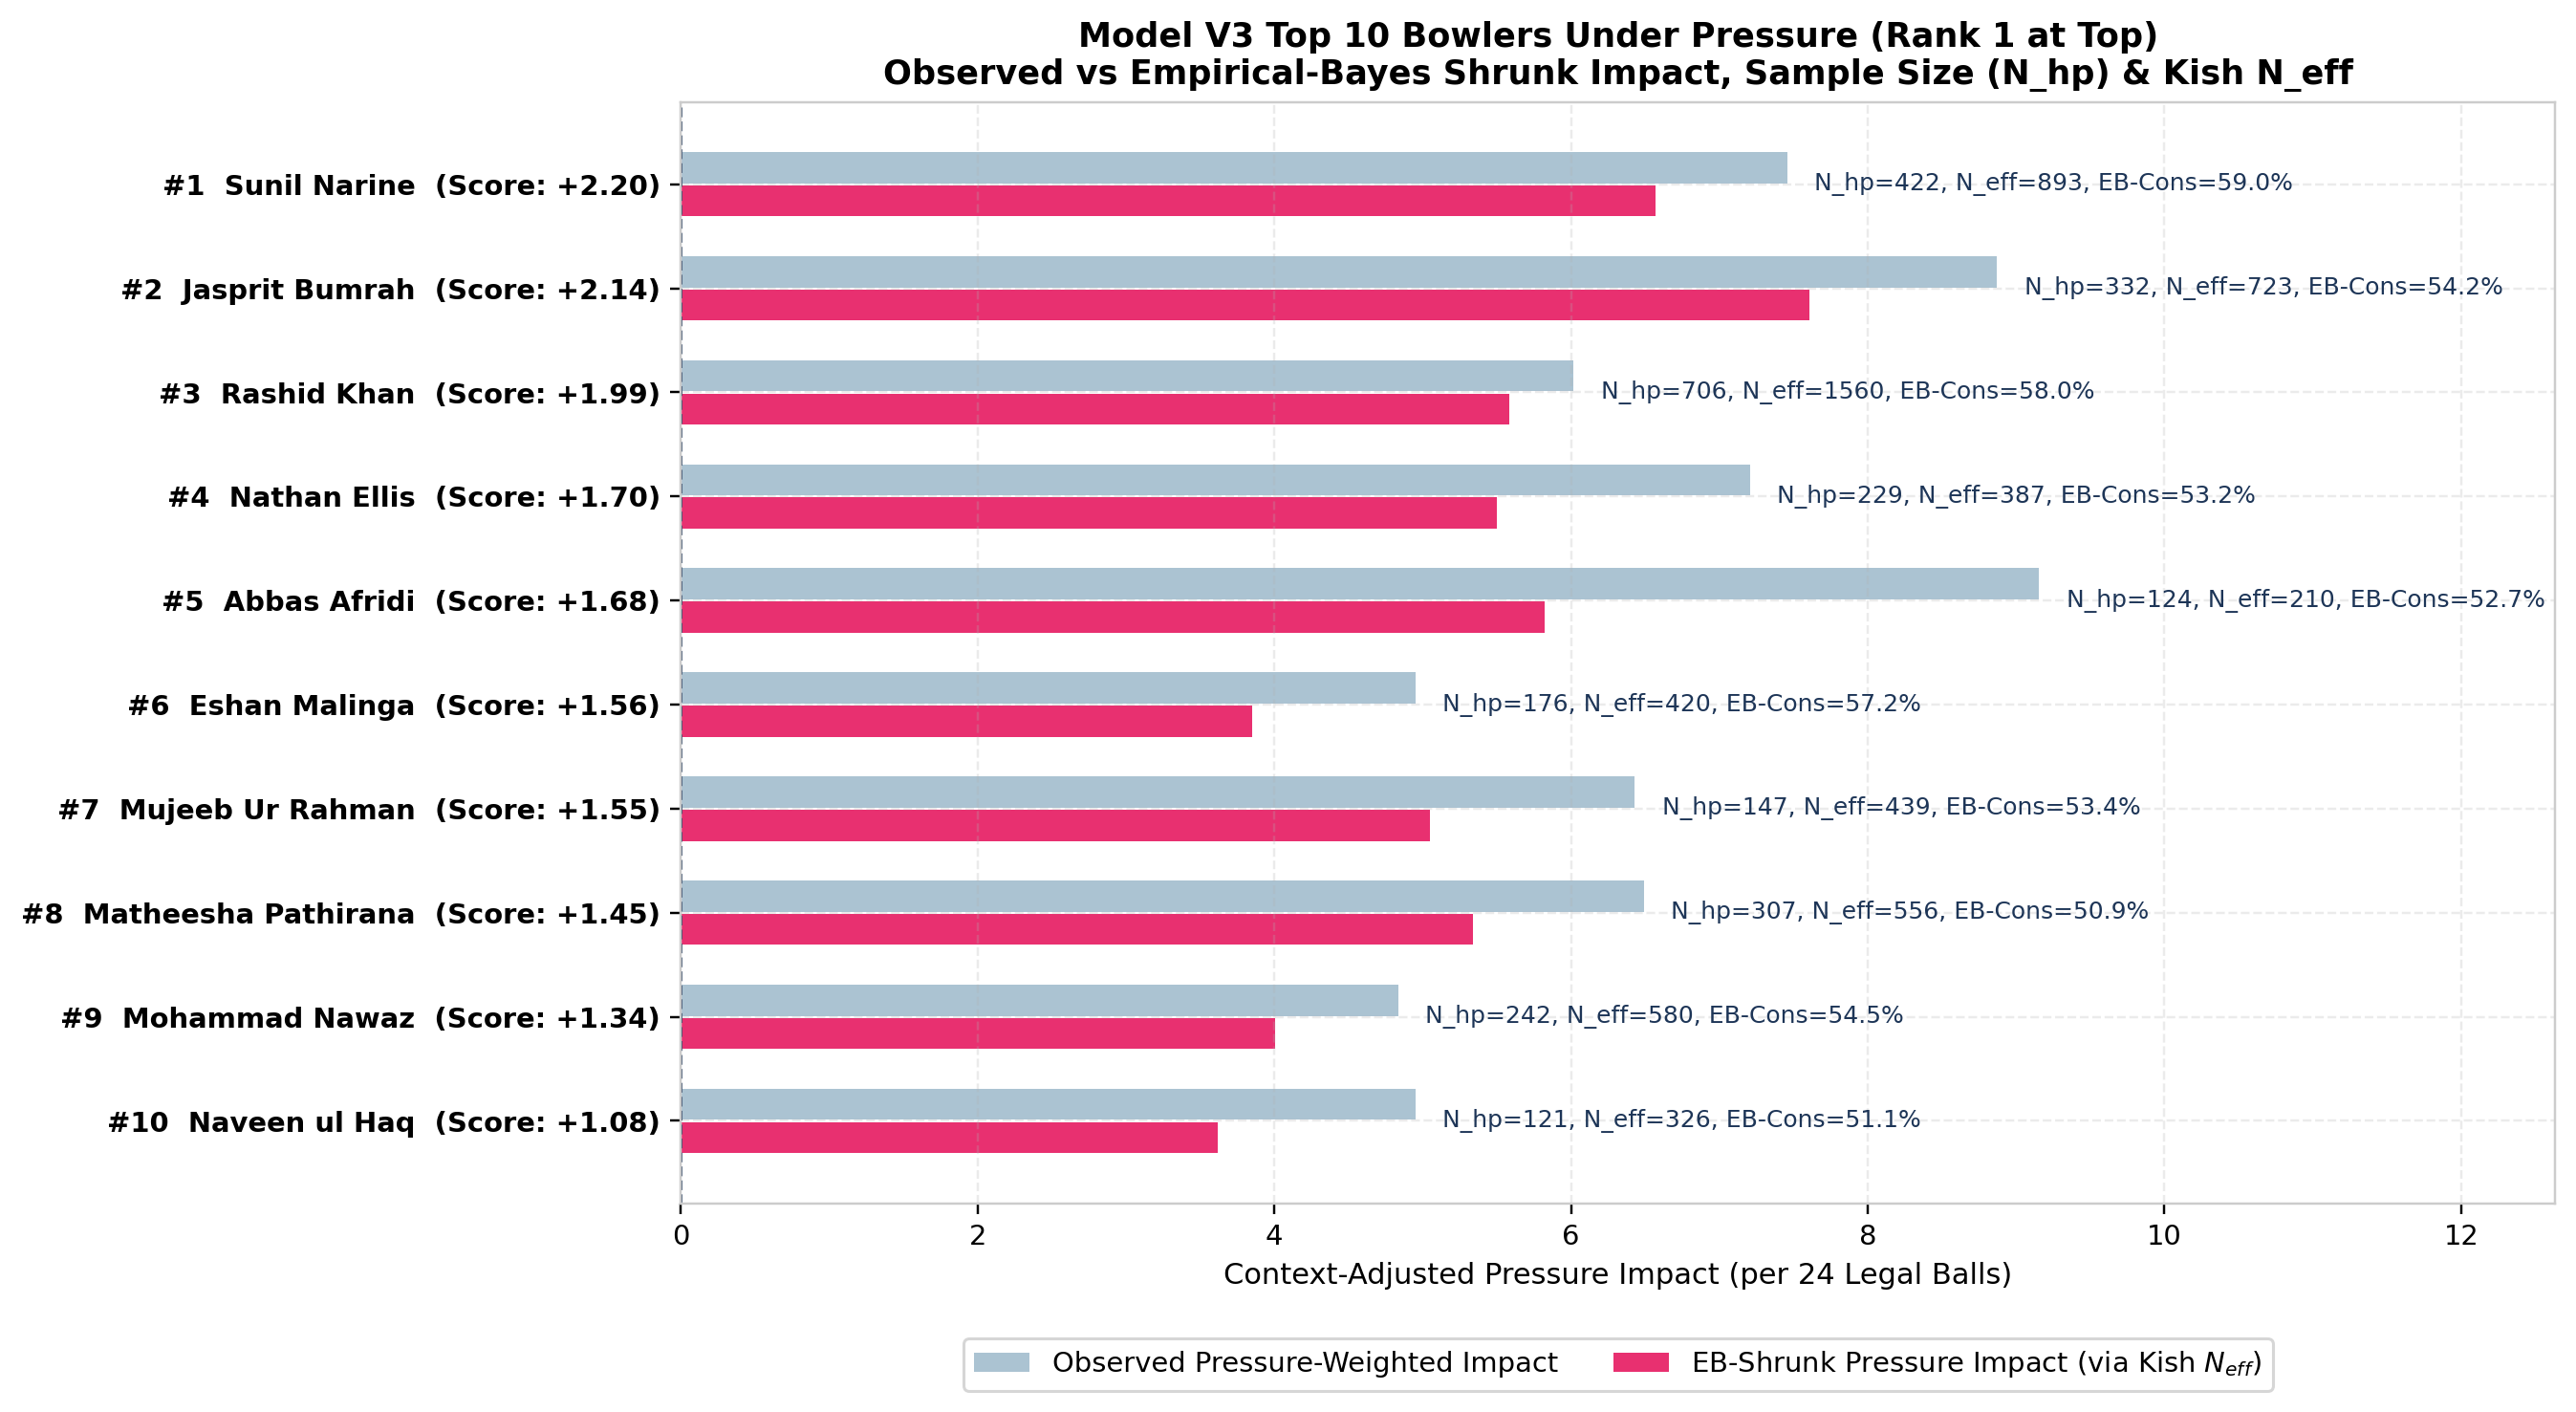 Model V3 Top 10 Bowlers Under Pressure (Rank 1 at Top)
Observed vs Empirical-Bayes Shrunk Impact, Sample Size (N_hp) & Kish N_eff
#1 Sunil Narine (Score: +2.20)
N_hp=422, N_eff=893, EB-Cons=59.0%
#2 Jasprit Bumrah (Score: +2.14)
N_hp=332, N_eff=723, EB-Cons=54.2%
#3 Rashid Khan (Score: +1.99)
N_hp=706, N_eff=1560, EB-Cons=58.0%
#4 Nathan Ellis (Score: +1.70)
N_hp=229, N_eff=387, EB-Cons=53.2%
#5 Abbas Afridi (Score: +1.68)
N_hp=124, N_eff=210, EB-Cons=52.7%
#6 Eshan Malinga (Score: +1.56)
N_hp=176, N_eff=420, EB-Cons=57.2%
#7 Mujeeb Ur Rahman (Score: +1.55)
N_hp=147, N_eff=439, EB-Cons=53.4%
#8 Matheesha Pathirana (Score: +1.45)
N_hp=307, N_eff=556, EB-Cons=50.9%
#9 Mohammad Nawaz (Score: +1.34)
N_hp=242, N_eff=580, EB-Cons=54.5%
#10 Naveen ul Haq (Score: +1.08)
N_hp=121, N_eff=326, EB-Cons=51.1%
0 2 4 6 8 10 12
Context-Adjusted Pressure Impact (per 24 Legal Balls)
Observed Pressure-Weighted Impact
EB-Shrunk Pressure Impact (via Kish N_eff)